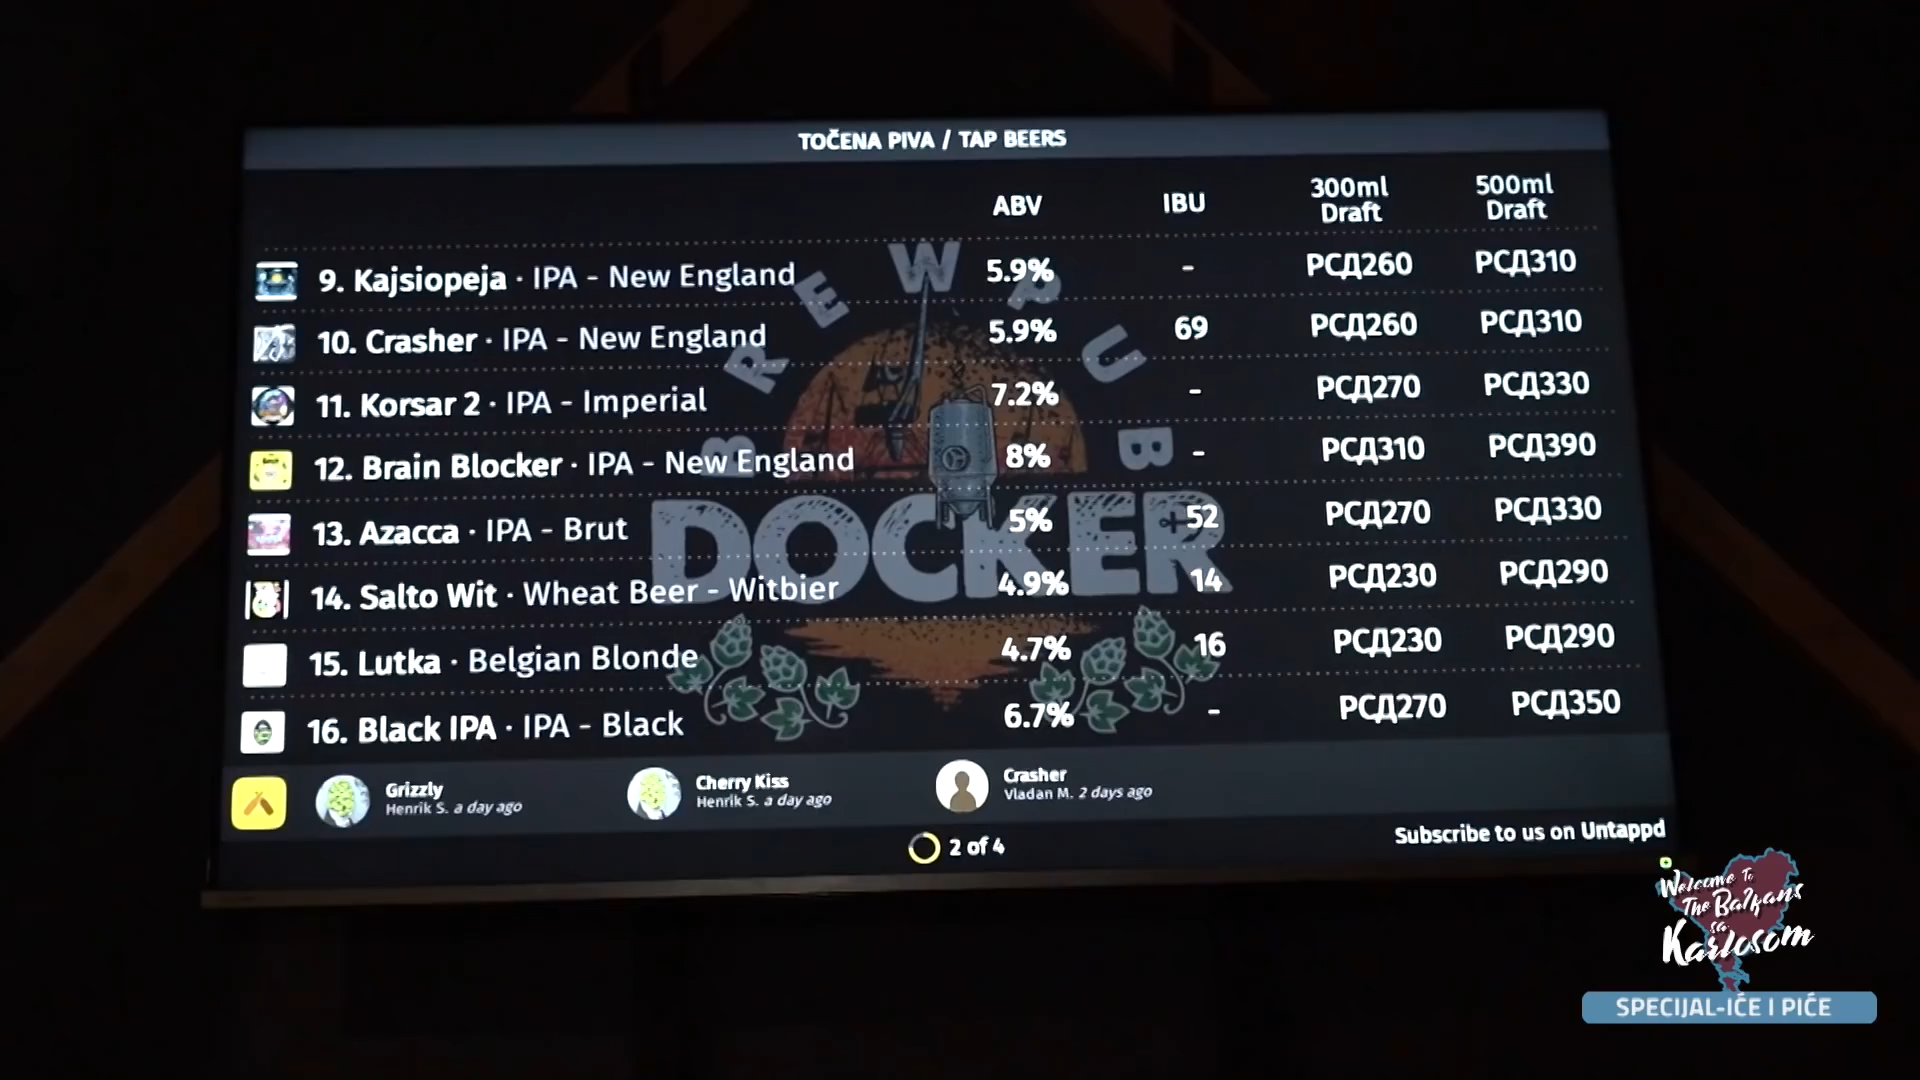 TOČENA PIVA / TAP BEERS
ABV IBU 300ml Draft 500ml Draft
9. Kajsiopeja · IPA - New England 5.9% - РСД260 РСД310
10. Crasher · IPA - New England 5.9% 69 РСД260 РСД310
11. Korsar 2 · IPA - Imperial 7.2% - РСД270 РСД330
12. Brain Blocker · IPA - New England 8% - РСД310 РСД390
13. Azacca · IPA - Brut 5% 52 РСД270 РСД330
14. Salto Wit · Wheat Beer - Witbier 4.9% 14 РСД230 РСД290
15. Lutka · Belgian Blonde 4.7% 16 РСД230 РСД290
16. Black IPA · IPA - Black 6.7% - РСД270 РСД350
BREWPUB
DOCKER
Grizzly
Henrik S. a day ago
Cherry Kiss
Henrik S. a day ago
Crasher
Vladan M. 2 days ago
2 of 4
Subscribe to us on Untappd
Welcome To
The Balkans
sa
Karlosom
SPECIJAL-IĆE I PIĆE